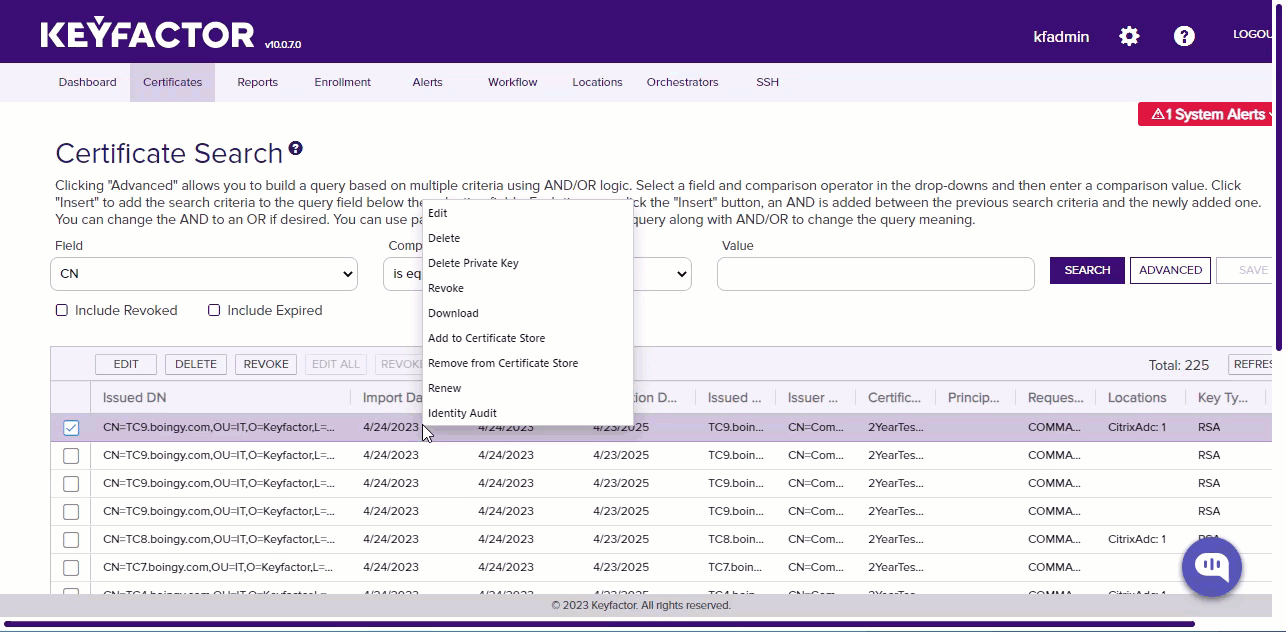 KEYFACTOR v10.0.7.0
kfadmin
LOGOU
Dashboard Certificates Reports Enrollment Alerts Workflow Locations Orchestrators SSH
1 System Alerts
Certificate Search
Clicking "Advanced" allows you to build a query based on multiple criteria using AND/OR logic. Select a field and comparison operator in the drop-downs and then enter a comparison value. Click
"Insert" to add the search criteria to the query field below the click the "Insert" button, an AND is added between the previous search criteria and the newly added one.
You can change the AND to an OR if desired. You can use pa query along with AND/OR to change the query meaning.
Field Comp Value
CN is eq SEARCH ADVANCED SAVE
Include Revoked Include Expired
Edit
Delete
Delete Private Key
Revoke
Download
Add to Certificate Store
Remove from Certificate Store
Renew
Identity Audit
EDIT DELETE REVOKE EDIT ALL REVOKE Total: 225 REFRES
Issued DN Import Da ion D... Issued ... Issuer ... Certific... Princip... Reques... Locations Key Ty...
CN=TC9.boingy.com,OU=IT,O=Keyfactor,L=... 4/24/2023 4/24/2023 4/23/2025 TC9.boin... CN=Com... 2YearTes... COMMA... CitrixAdc: 1 RSA
CN=TC9.boingy.com,OU=IT,O=Keyfactor,L=... 4/24/2023 4/24/2023 4/23/2025 TC9.boin... CN=Com... 2YearTes... COMMA... RSA
CN=TC9.boingy.com,OU=IT,O=Keyfactor,L=... 4/24/2023 4/24/2023 4/23/2025 TC9.boin... CN=Com... 2YearTes... COMMA... RSA
CN=TC9.boingy.com,OU=IT,O=Keyfactor,L=... 4/24/2023 4/24/2023 4/23/2025 TC9.boin... CN=Com... 2YearTes... COMMA... RSA
CN=TC8.boingy.com,OU=IT,O=Keyfactor,L=... 4/24/2023 4/24/2023 4/23/2025 TC8.boin... CN=Com... 2YearTes... COMMA... CitrixAdc: 1 RSA
CN=TC7.boingy.com,OU=IT,O=Keyfactor,L=... 4/24/2023 4/24/2023 4/23/2025 TC7.boin... CN=Com... 2YearTes... COMMA...
© 2023 Keyfactor. All rights reserved.